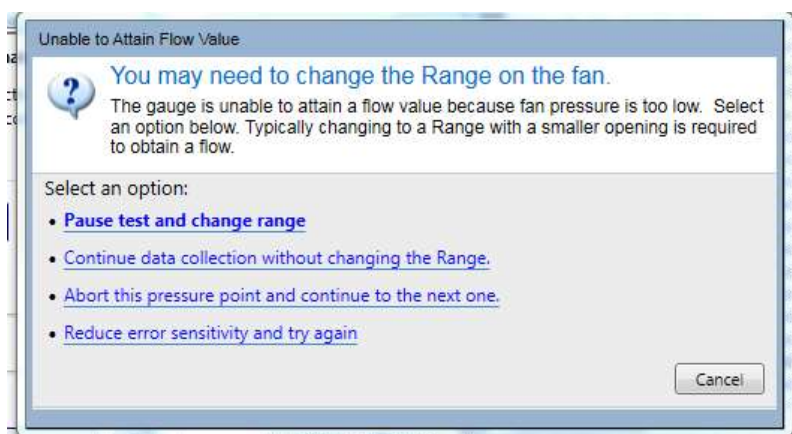 Unable to Attain Flow Value
You may need to change the Range on the fan.
The gauge is unable to attain a flow value because fan pressure is too low. Select
an option below. Typically changing to a Range with a smaller opening is required
to obtain a flow.
Select an option:
• Pause test and change range
• Continue data collection without changing the Range.
• Abort this pressure point and continue to the next one.
• Reduce error sensitivity and try again
Cancel